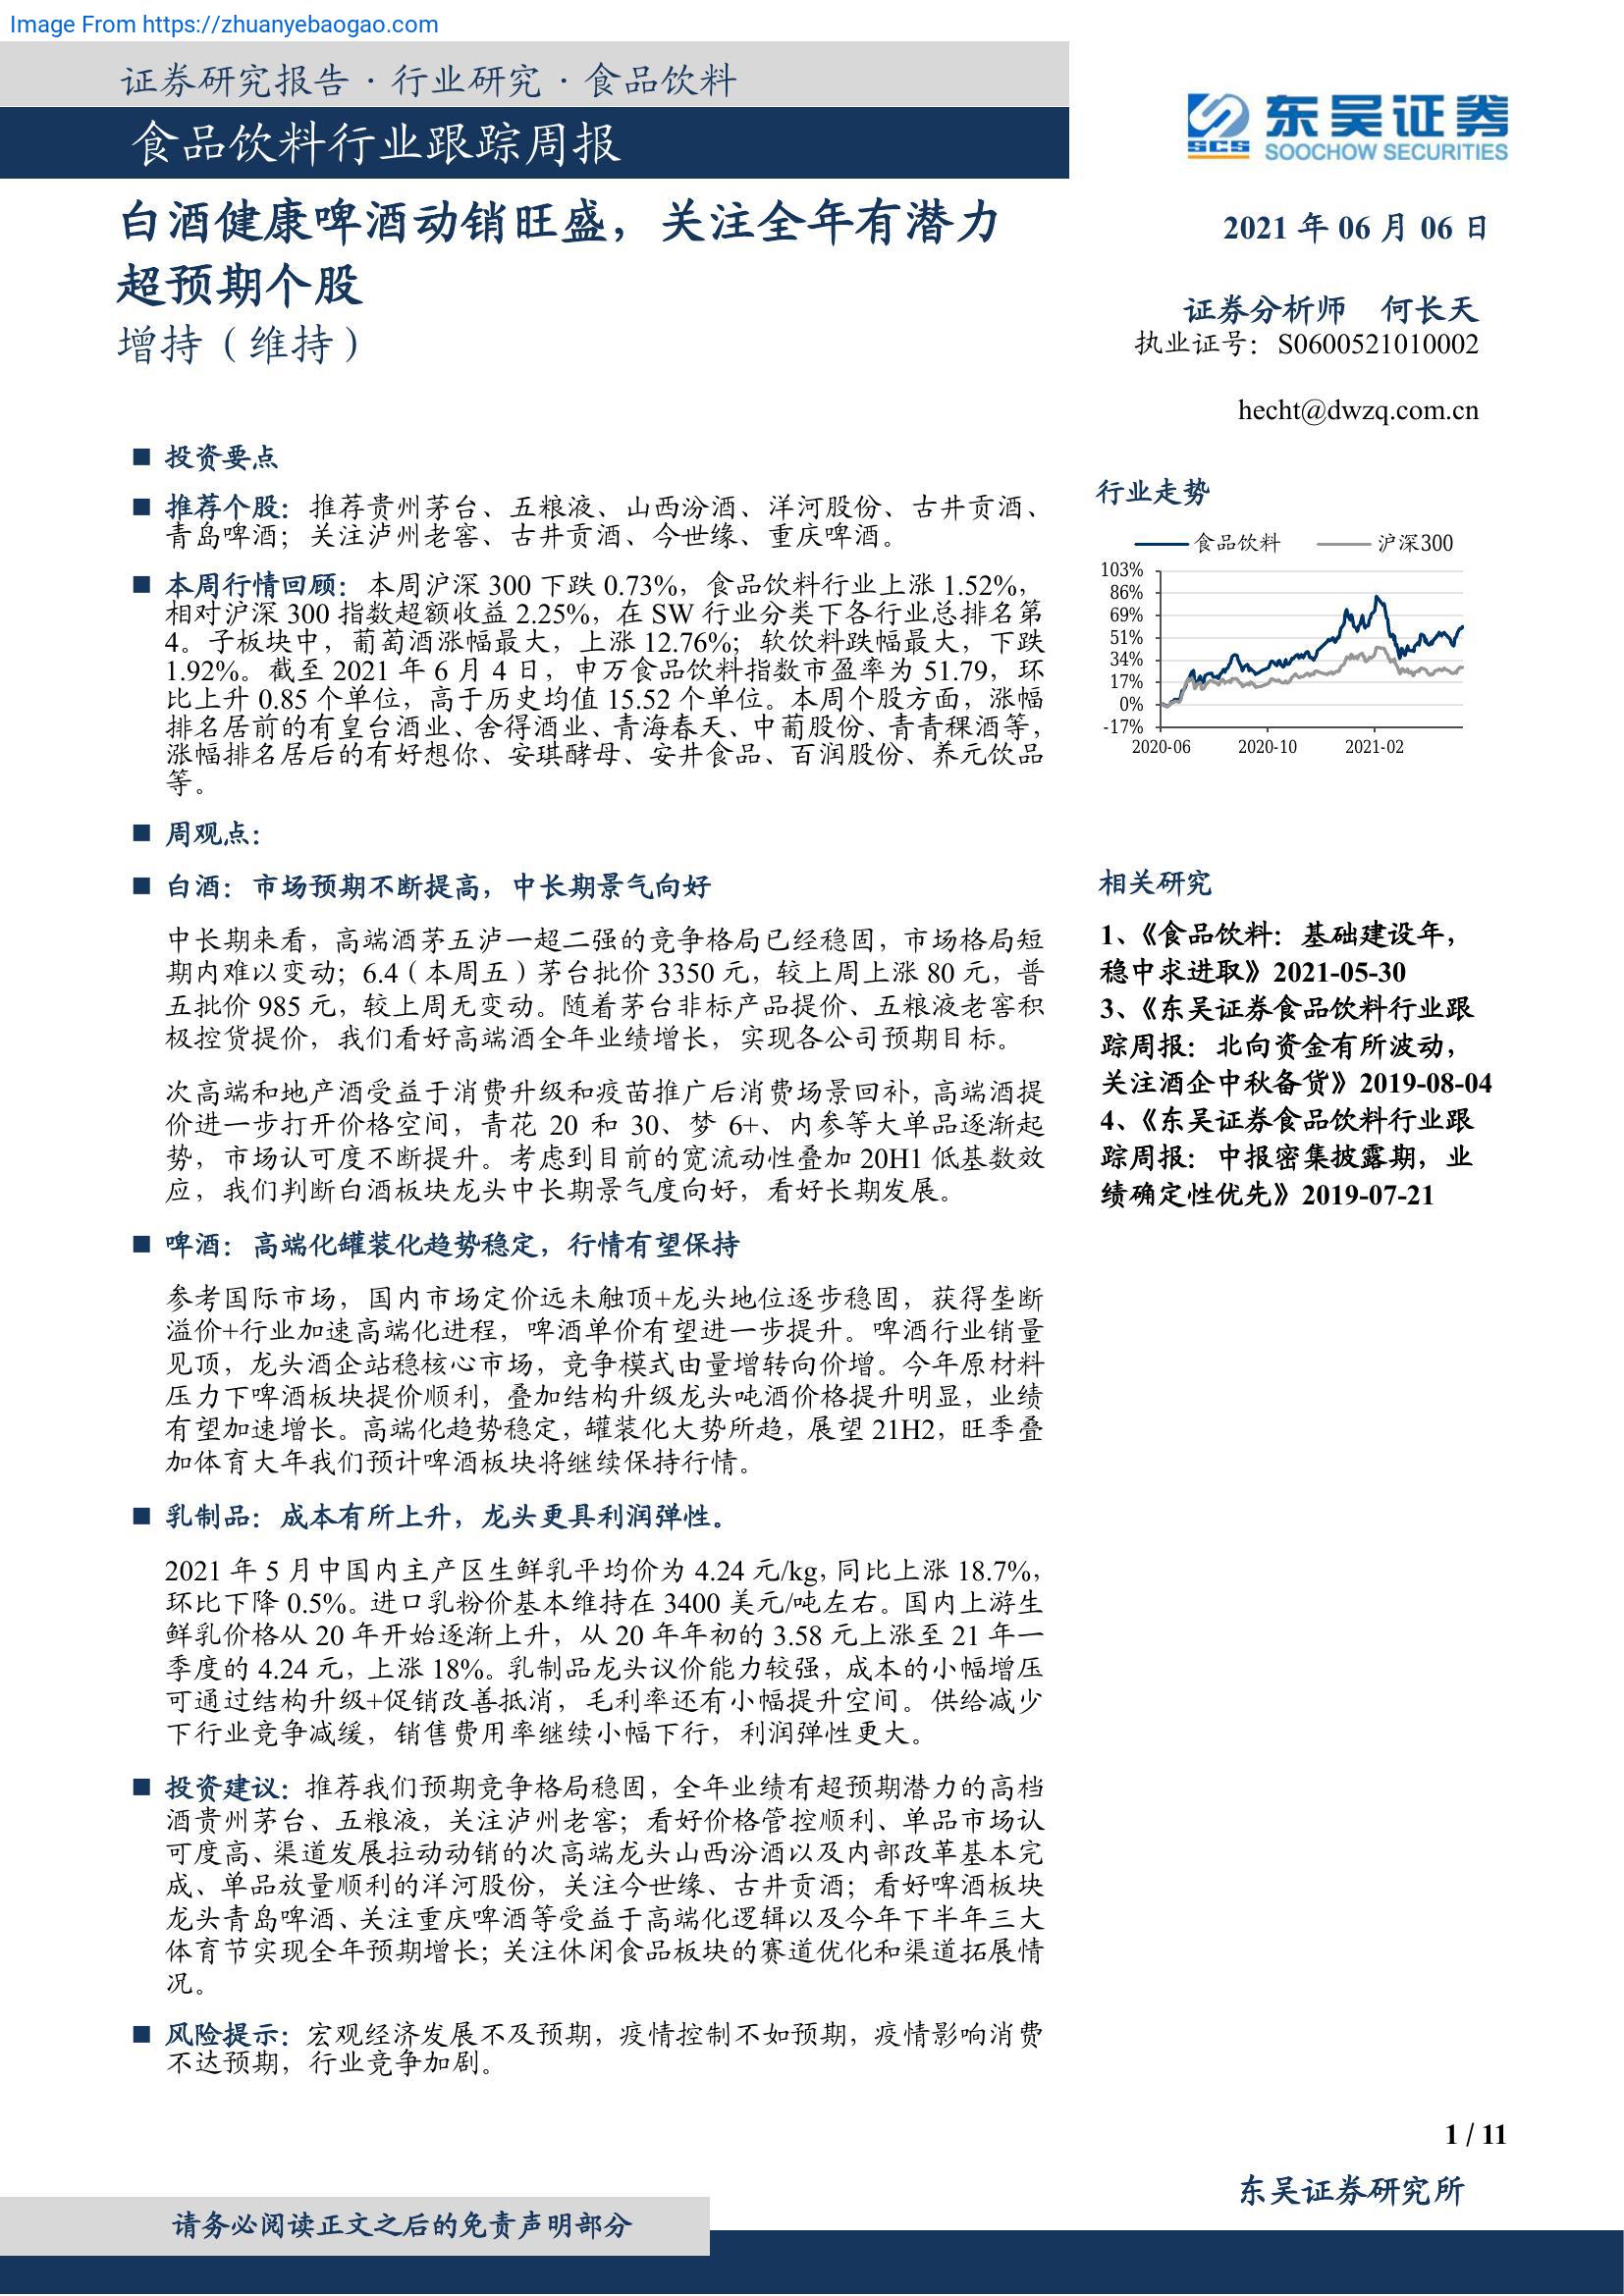 Image From https://zhuanyebaogao.com
证券研究报告 · 行业研究 · 食品饮料
食品饮料行业跟踪周报
东吴证券
SCS
SOOCHOW SECURITIES
白酒健康啤酒动销旺盛，关注全年有潜力
超预期个股
增持（维持）
2021 年 06 月 06 日
证券分析师 何长天
执业证号：S0600521010002
hecht@dwzq.com.cn
■ 投资要点
■ 推荐个股：推荐贵州茅台、五粮液、山西汾酒、洋河股份、古井贡酒、
青岛啤酒；关注泸州老窖、古井贡酒、今世缘、重庆啤酒。
■ 本周行情回顾：本周沪深 300 下跌 0.73%，食品饮料行业上涨 1.52%，
相对沪深 300 指数超额收益 2.25%，在 SW 行业分类下各行业总排名第
4。子板块中，葡萄酒涨幅最大，上涨 12.76%；软饮料跌幅最大，下跌
1.92%。截至 2021 年 6 月 4 日，申万食品饮料指数市盈率为 51.79，环
比上升 0.85 个单位，高于历史均值 15.52 个单位。本周个股方面，涨幅
排名居前的有皇台酒业、舍得酒业、青海春天、中葡股份、青青稞酒等，
涨幅排名居后的有好想你、安琪酵母、安井食品、百润股份、养元饮品
等。
■ 周观点：
■ 白酒：市场预期不断提高，中长期景气向好
中长期来看，高端酒茅五泸一超二强的竞争格局已经稳固，市场格局短
期内难以变动；6.4（本周五）茅台批价 3350 元，较上周上涨 80 元，普
五批价 985 元，较上周无变动。随着茅台非标产品提价、五粮液老窖积
极控货提价，我们看好高端酒全年业绩增长，实现各公司预期目标。
次高端和地产酒受益于消费升级和疫苗推广后消费场景回补，高端酒提
价进一步打开价格空间，青花 20 和 30、梦 6+、内参等大单品逐渐起
势，市场认可度不断提升。考虑到目前的宽流动性叠加 20H1 低基数效
应，我们判断白酒板块龙头中长期景气度向好，看好长期发展。
■ 啤酒：高端化罐装化趋势稳定，行情有望保持
参考国际市场，国内市场定价远未触顶+龙头地位逐步稳固，获得垄断
溢价+行业加速高端化进程，啤酒单价有望进一步提升。啤酒行业销量
见顶，龙头酒企站稳核心市场，竞争模式由量增转向价增。今年原材料
压力下啤酒板块提价顺利，叠加结构升级龙头吨酒价格提升明显，业绩
有望加速增长。高端化趋势稳定，罐装化大势所趋，展望 21H2，旺季叠
加体育大年我们预计啤酒板块将继续保持行情。
■ 乳制品：成本有所上升，龙头更具利润弹性。
2021 年 5 月中国内主产区生鲜乳平均价为 4.24 元/kg，同比上涨 18.7%，
环比下降 0.5%。进口乳粉价基本维持在 3400 美元/吨左右。国内上游生
鲜乳价格从 20 年开始逐渐上升，从 20 年年初的 3.58 元上涨至 21 年一
季度的 4.24 元，上涨 18%。乳制品龙头议价能力较强，成本的小幅增压
可通过结构升级+促销改善抵消，毛利率还有小幅提升空间。供给减少
下行业竞争减缓，销售费用率继续小幅下行，利润弹性更大。
■ 投资建议：推荐我们预期竞争格局稳固，全年业绩有超预期潜力的高档
酒贵州茅台、五粮液，关注泸州老窖；看好价格管控顺利、单品市场认
可度高、渠道发展拉动动销的次高端龙头山西汾酒以及内部改革基本完
成、单品放量顺利的洋河股份，关注今世缘、古井贡酒；看好啤酒板块
龙头青岛啤酒、关注重庆啤酒等受益于高端化逻辑以及今年下半年三大
体育节实现全年预期增长；关注休闲食品板块的赛道优化和渠道拓展情
况。
■ 风险提示：宏观经济发展不及预期，疫情控制不如预期，疫情影响消费
不达预期，行业竞争加剧。
行业走势
食品饮料 沪深300
103%
86%
69%
51%
34%
17%
0%
-17%
2020-06 2020-10 2021-02
相关研究
1、《食品饮料：基础建设年，
稳中求进取》2021-05-30
3、《东吴证券食品饮料行业跟
踪周报：北向资金有所波动，
关注酒企中秋备货》2019-08-04
4、《东吴证券食品饮料行业跟
踪周报：中报密集披露期，业
绩确定性优先》2019-07-21
1 / 11
东吴证券研究所
请务必阅读正文之后的免责声明部分